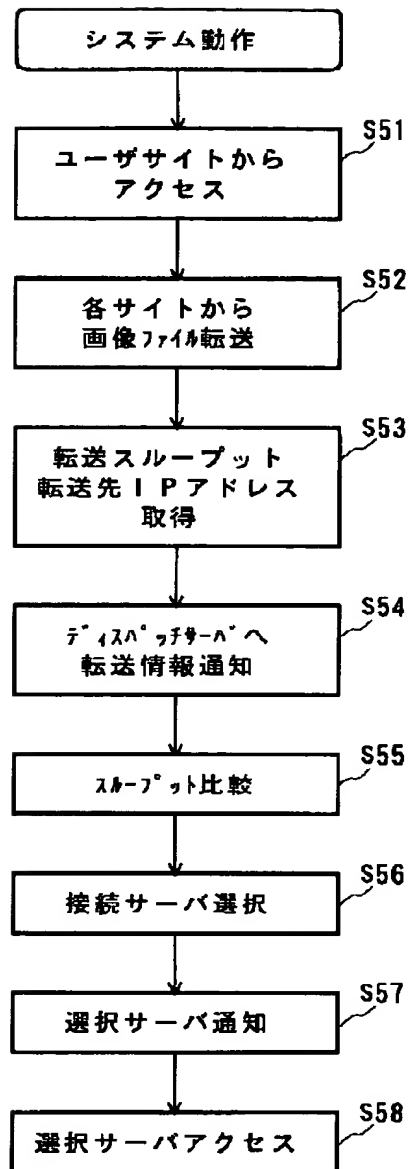 システム動作
S51
ユーザサイトから
アクセス
S52
各サイトから
画像ﾌｧｲﾙ転送
S53
転送スループット
転送先ＩＰアドレス
取得
S54
ﾃﾞｨｽﾊﾟｯﾁｻｰﾊﾞへ
転送情報通知
S55
ｽﾙｰﾌﾟｯﾄ比較
S56
接続サーバ選択
S57
選択サーバ通知
S58
選択サーバアクセス